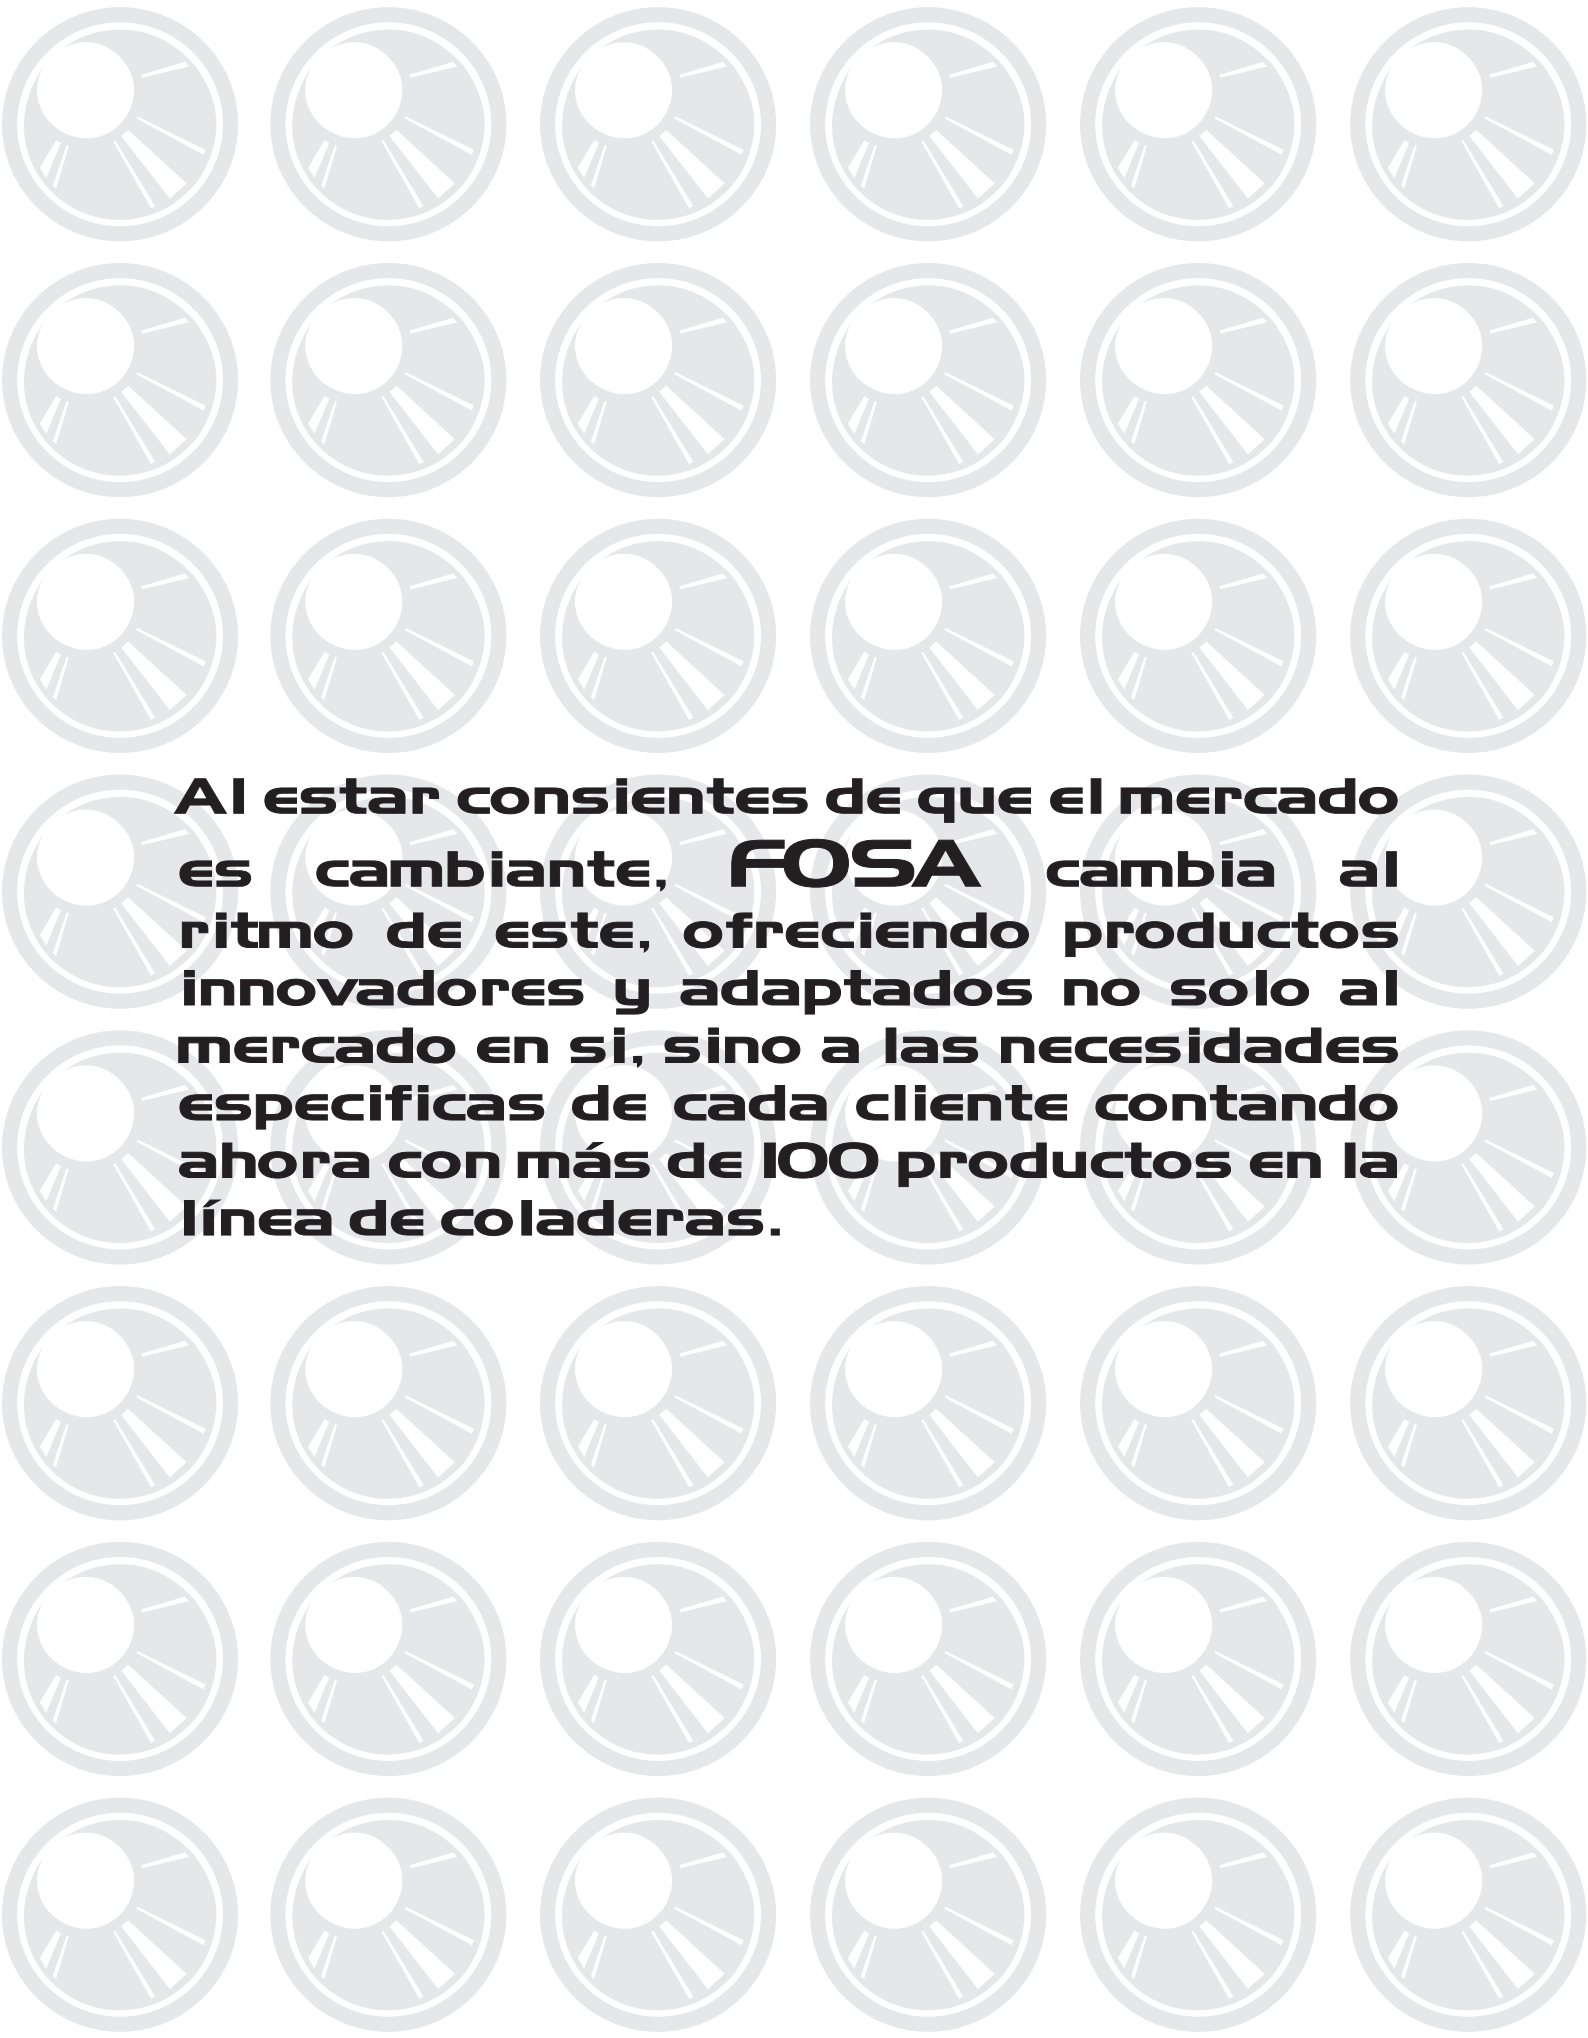 Al estar consientes de que el mercado
es cambiante, FOSA cambia al
ritmo de este, ofreciendo productos
innovadores y adaptados no solo al
mercado en si, sino a las necesidades
especificas de cada cliente contando
ahora con más de 100 productos en la
línea de coladeras.